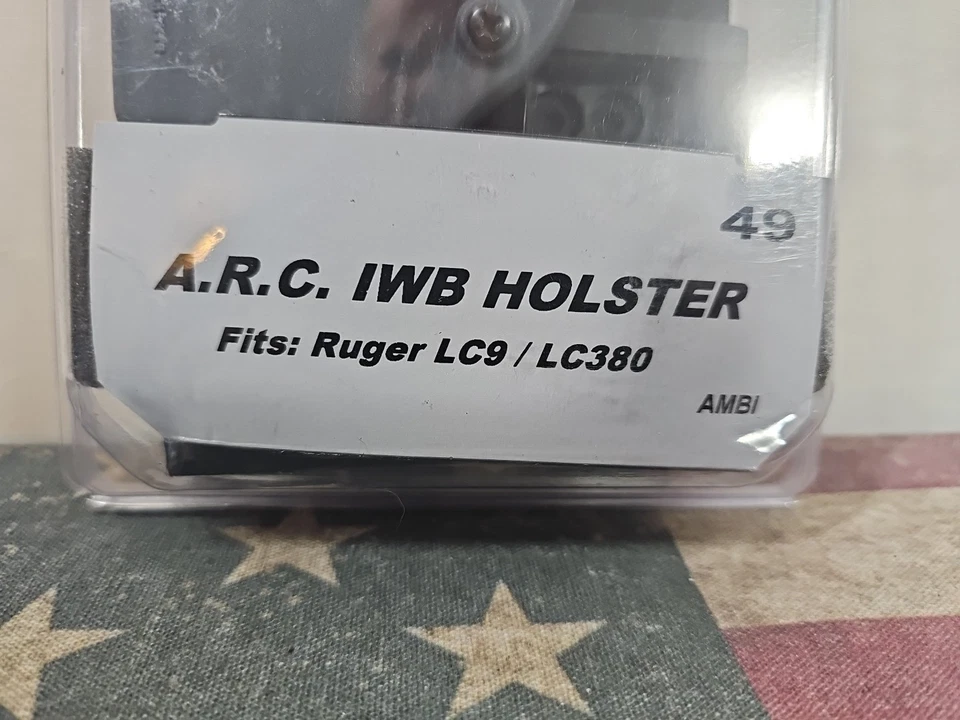 49
A.R.C. IWB HOLSTER
Fits: Ruger LC9 / LC380
AMBI